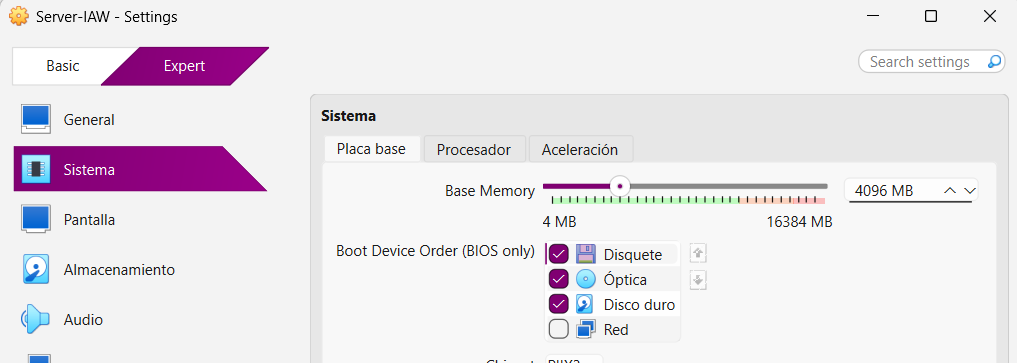 Server-IAW - Settings
Basic
Expert
Search settings
General
Sistema
Pantalla
Almacenamiento
Audio
Sistema
Placa base
Procesador
Aceleración
Base Memory
4096 MB
4 MB
16384 MB
Boot Device Order (BIOS only)
Disquete
Óptica
Disco duro
Red